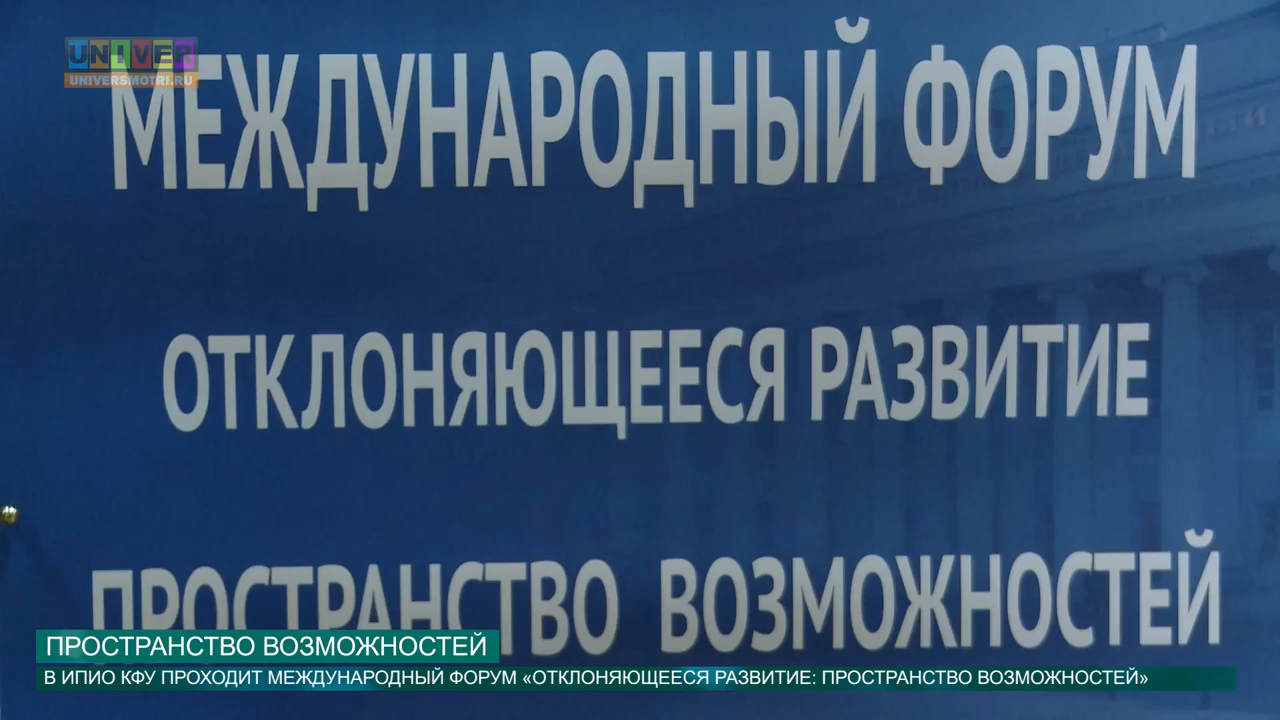 UNIVER
UNIVERSMOTRI.RU
МЕЖДУНАРОДНЫЙ ФОРУМ
ОТКЛОНЯЮЩЕЕСЯ РАЗВИТИЕ
ПРОСТРАНСТВО ВОЗМОЖНОСТЕЙ
ПРОСТРАНСТВО ВОЗМОЖНОСТЕЙ
В ИПИО КФУ ПРОХОДИТ МЕЖДУНАРОДНЫЙ ФОРУМ «ОТКЛОНЯЮЩЕЕСЯ РАЗВИТИЕ: ПРОСТРАНСТВО ВОЗМОЖНОСТЕЙ»